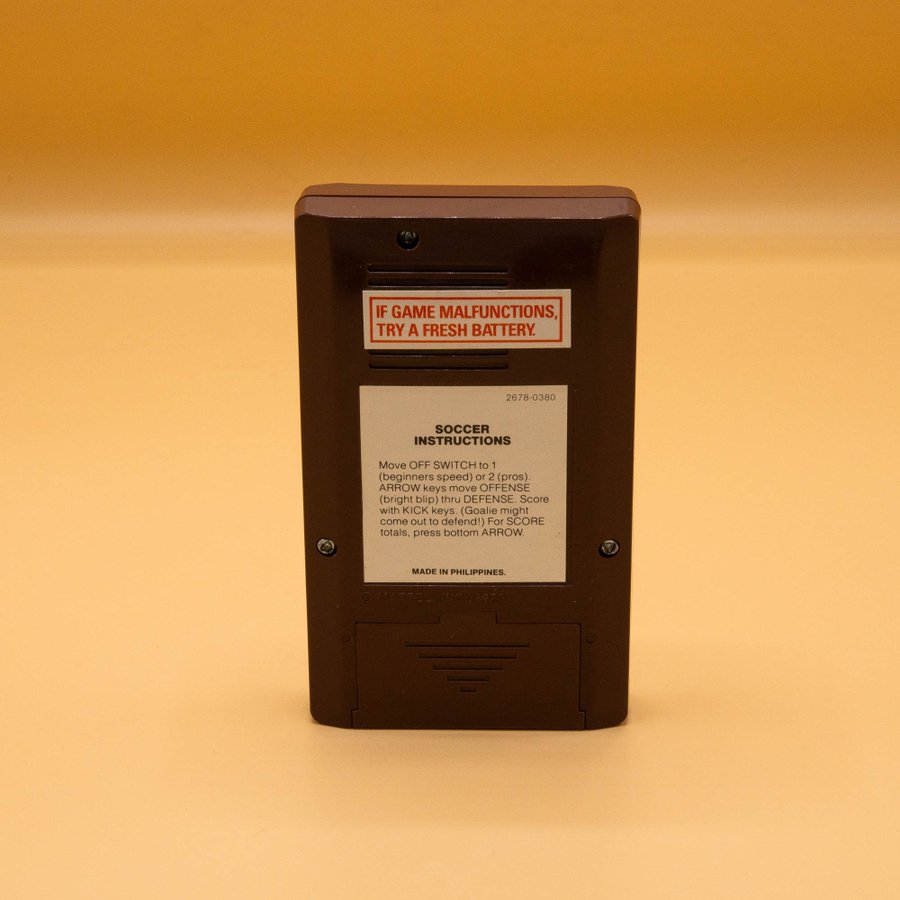 IF GAME MALFUNCTIONS,
TRY A FRESH BATTERY.
2678-0380
SOCCER
INSTRUCTIONS
Move OFF SWITCH to 1
(beginners speed) or 2 (pros).
ARROW keys move OFFENSE
(bright blip) thru DEFENSE. Score
with KICK keys. (Goalie might
come out to defend!) For SCORE
totals, press bottom ARROW.
MADE IN PHILIPPINES.
© MATTEL, INC.